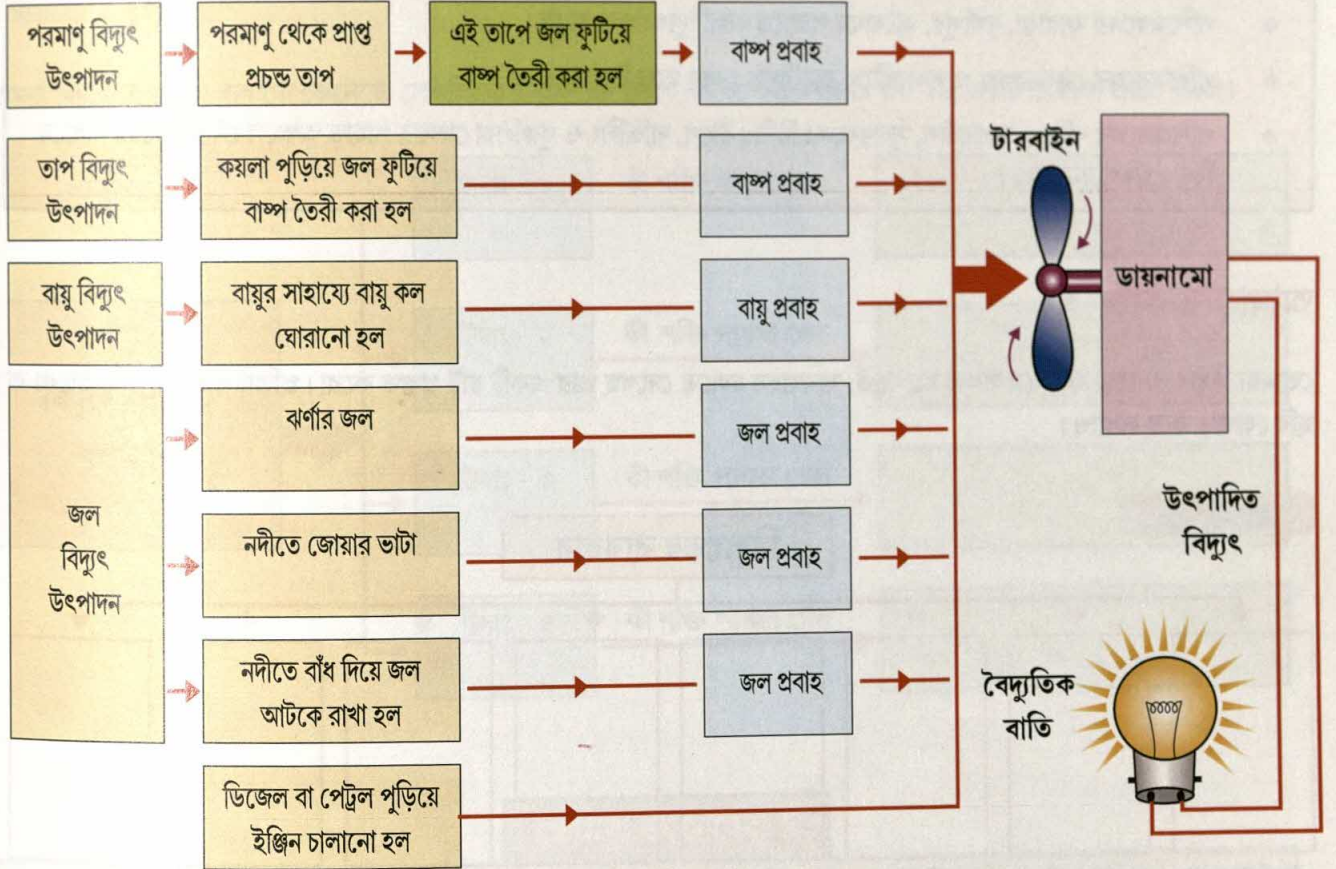 পরমাণু বিদ্যুৎ
উৎপাদন
পরমাণু থেকে প্রাপ্ত
প্রচন্ড তাপ
এই তাপে জল ফুটিয়ে
বাষ্প তৈরী করা হল
বাষ্প প্রবাহ
তাপ বিদ্যুৎ
উৎপাদন
কয়লা পুড়িয়ে জল ফুটিয়ে
বাষ্প তৈরী করা হল
বাষ্প প্রবাহ
বায়ু বিদ্যুৎ
উৎপাদন
বায়ুর সাহায্যে বায়ু কল
ঘোরানো হল
বায়ু প্রবাহ
জল
বিদ্যুৎ
উৎপাদন
ঝর্ণার জল
জল প্রবাহ
নদীতে জোয়ার ভাটা
জল প্রবাহ
নদীতে বাঁধ দিয়ে জল
আটকে রাখা হল
জল প্রবাহ
ডিজেল বা পেট্রল পুড়িয়ে
ইঞ্জিন চালানো হল
টারবাইন
ডায়নামো
উৎপাদিত
বিদ্যুৎ
বৈদ্যুতিক
বাতি